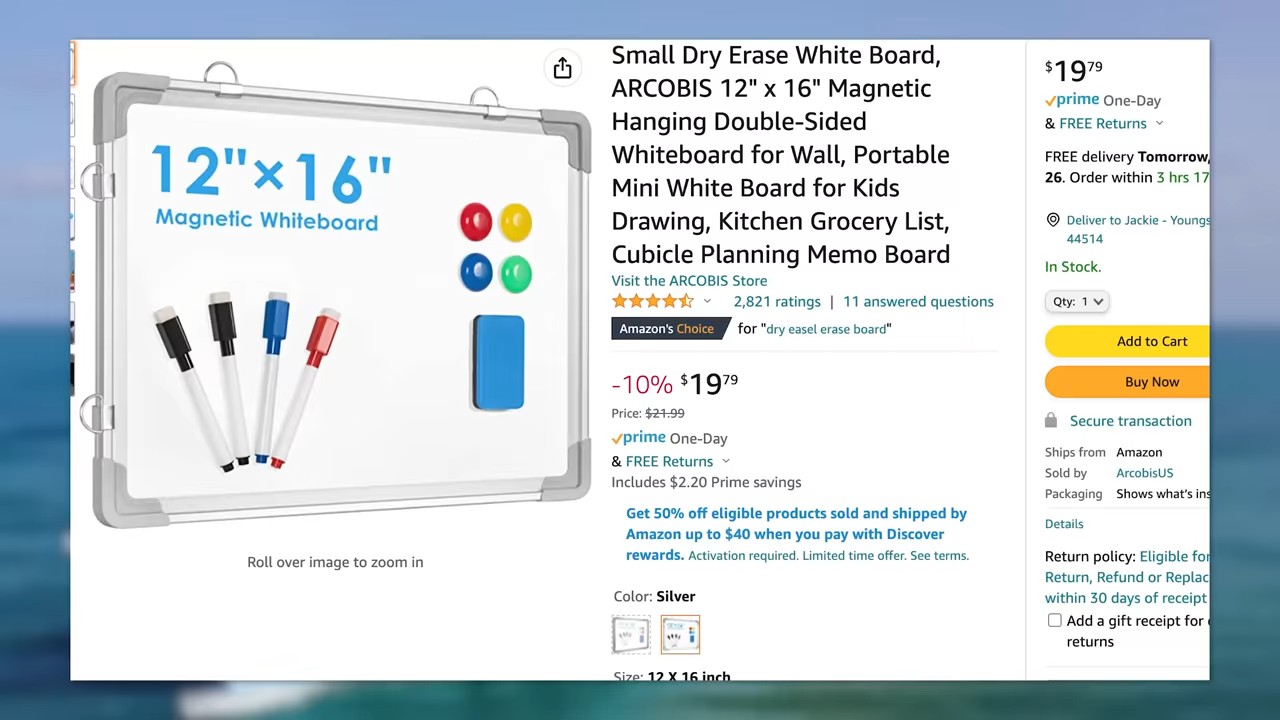 12"×16"
Magnetic Whiteboard
Roll over image to zoom in
Small Dry Erase White Board,
ARCOBIS 12" x 16" Magnetic
Hanging Double-Sided
Whiteboard for Wall, Portable
Mini White Board for Kids
Drawing, Kitchen Grocery List,
Cubicle Planning Memo Board
Visit the ARCOBIS Store
2,821 ratings | 11 answered questions
Amazon's Choice for "dry easel erase board"
-10% $19 79
Price: $21.99
prime One-Day
& FREE Returns
Includes $2.20 Prime savings
Get 50% off eligible products sold and shipped by
Amazon up to $40 when you pay with Discover
rewards. Activation required. Limited time offer. See terms.
Color: Silver
Size: 12 X 16 inch
$19 79
prime One-Day
& FREE Returns
FREE delivery Tomorrow,
26. Order within 3 hrs 17
Deliver to Jackie - Youngs
44514
In Stock.
Qty: 1
Add to Cart
Buy Now
Secure transaction
Ships from Amazon
Sold by ArcobisUS
Packaging Shows what's ins
Details
Return policy: Eligible for
Return, Refund or Replac
within 30 days of receipt
Add a gift receipt for
returns